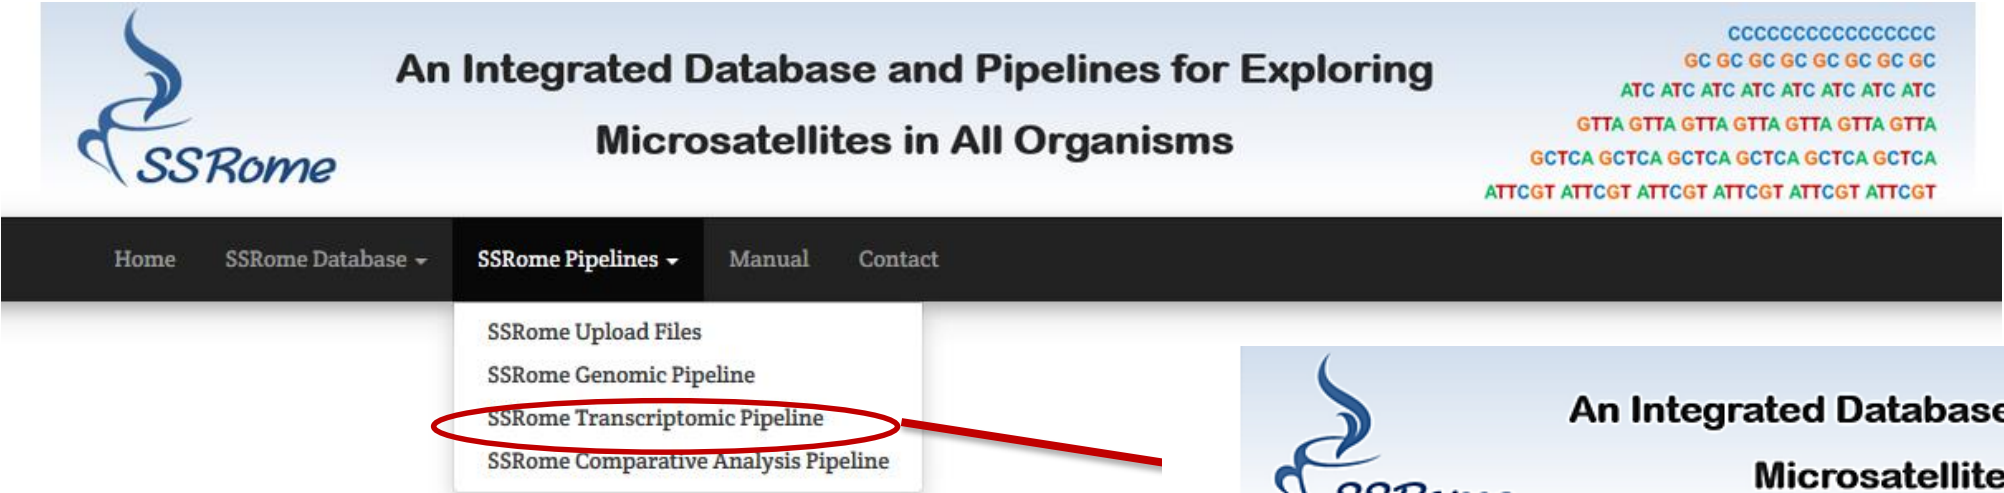 SSRome
An Integrated Database and Pipelines for Exploring
Microsatellites in All Organisms
CCCCCCCCCCCCCCCC
GC GC GC GC GC GC GC GC
ATC ATC ATC ATC ATC ATC ATC ATC
GTTA GTTA GTTA GTTA GTTA GTTA GTTA
GCTCA GCTCA GCTCA GCTCA GCTCA GCTCA
ATTCGT ATTCGT ATTCGT ATTCGT ATTCGT ATTCGT
Home SSRome Database SSRome Pipelines Manual Contact
SSRome Upload Files
SSRome Genomic Pipeline
SSRome Transcriptomic Pipeline
SSRome Comparative Analysis Pipeline
An Integrated Database
Microsatellite